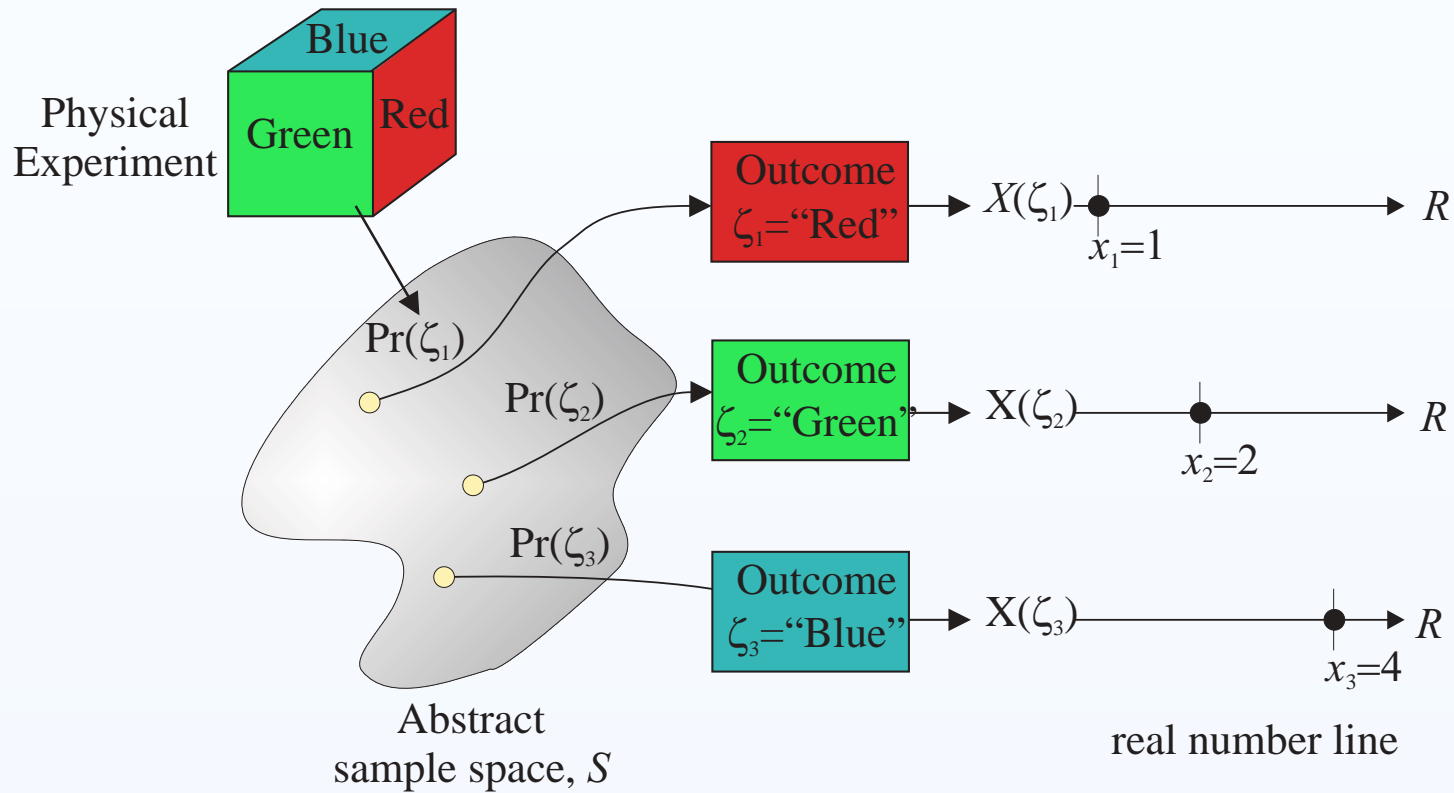 Blue
Green
Red
Physical
Experiment
Outcome
ζ₁=“Red”
X(ζ₁)
x₁=1
R
Pr(ζ₁)
Outcome
ζ₂=“Green”
X(ζ₂)
x₂=2
R
Pr(ζ₂)
Pr(ζ₃)
Outcome
ζ₃=“Blue”
X(ζ₃)
x₃=4
R
Abstract
sample space, S
real number line